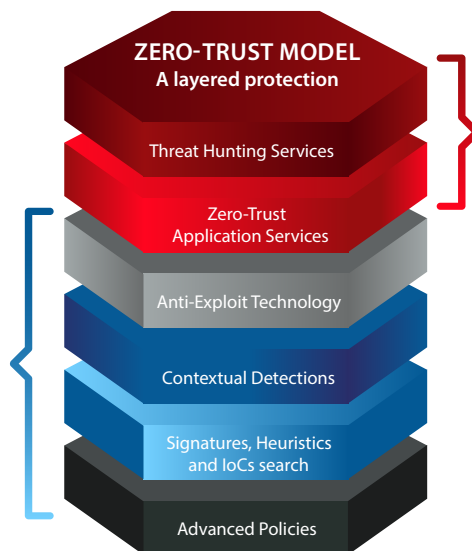 ZERO-TRUST MODEL
A layered protection
Threat Hunting Services
Zero-Trust
Application Services
Anti-Exploit Technology
Contextual Detections
Signatures, Heuristics
and IoCs search
Advanced Policies